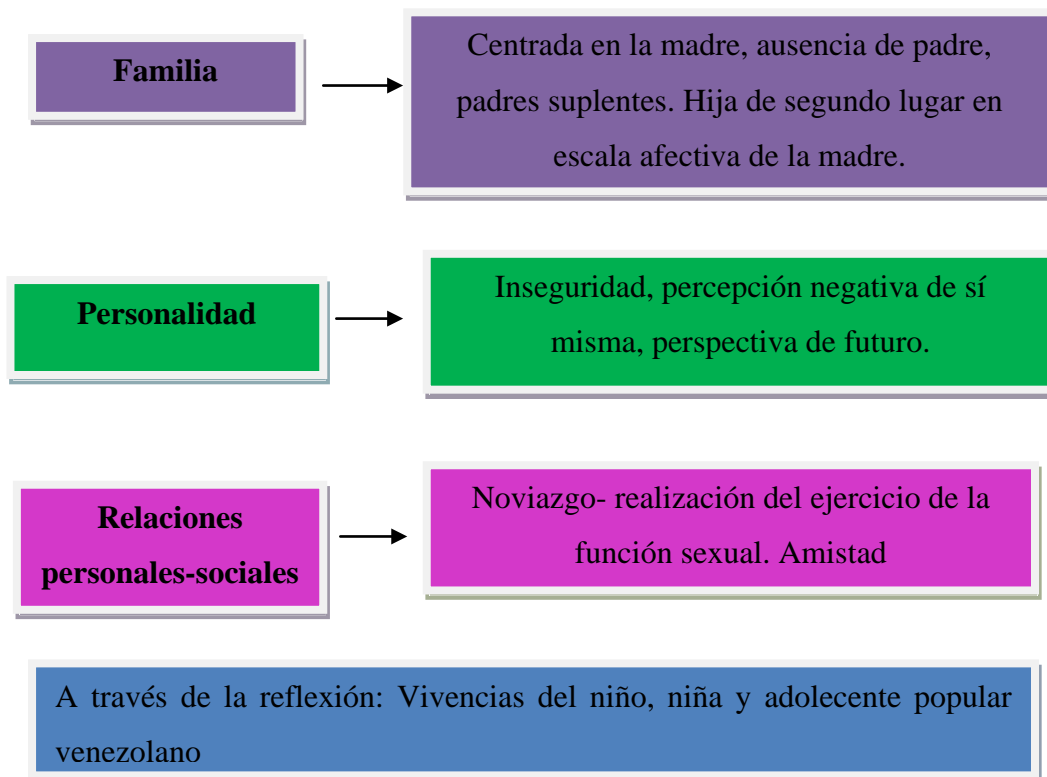 Familia
Centrada en la madre, ausencia de padre,
padres suplentes. Hija de segundo lugar en
escala afectiva de la madre.
Personalidad
Inseguridad, percepción negativa de sí
misma, perspectiva de futuro.
Relaciones
personales-sociales
Noviazgo- realización del ejercicio de la
función sexual. Amistad
A través de la reflexión: Vivencias del niño, niña y adolecente popular
venezolano